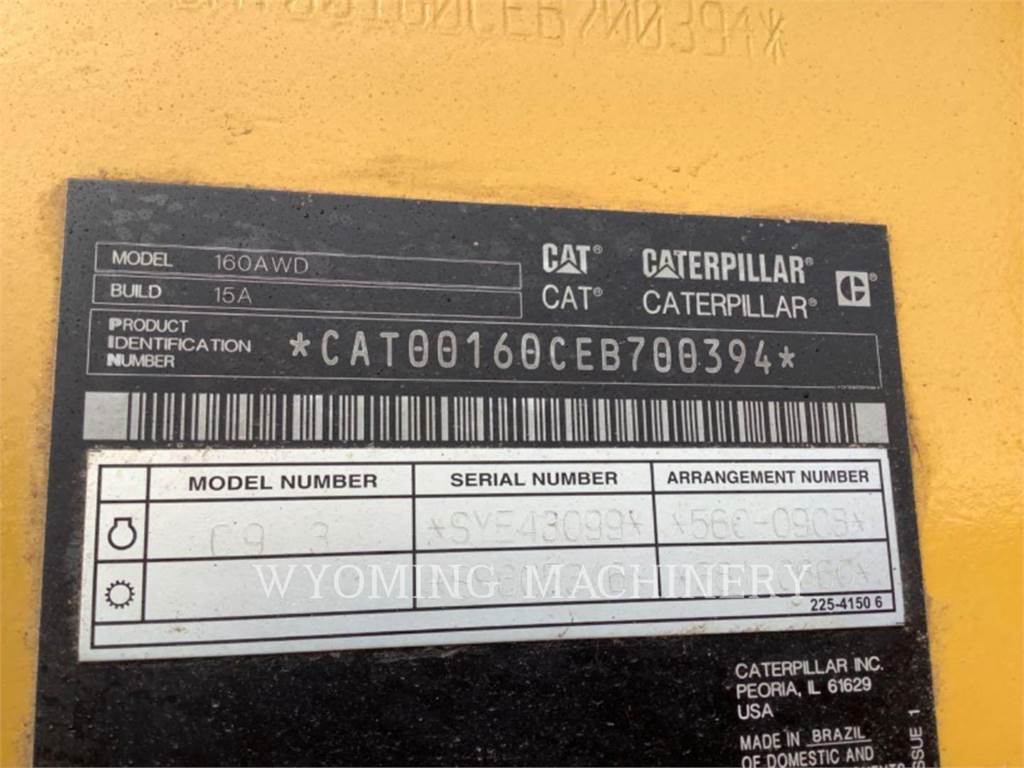 MODEL 160AWD
BUILD 15A
CAT® CATERPILLAR®
CAT® CATERPILLAR®
PRODUCT
IDENTIFICATION
NUMBER
*CAT00160CEB700394*
MODEL NUMBER SERIAL NUMBER ARRANGEMENT NUMBER
C9 3 *SYE43099*
WYOMING MACHINERY
225-4150 6
CATERPILLAR INC.
PEORIA, IL 61629
USA
MADE IN BRAZIL
OF DOMESTIC AND
ISSUE 1